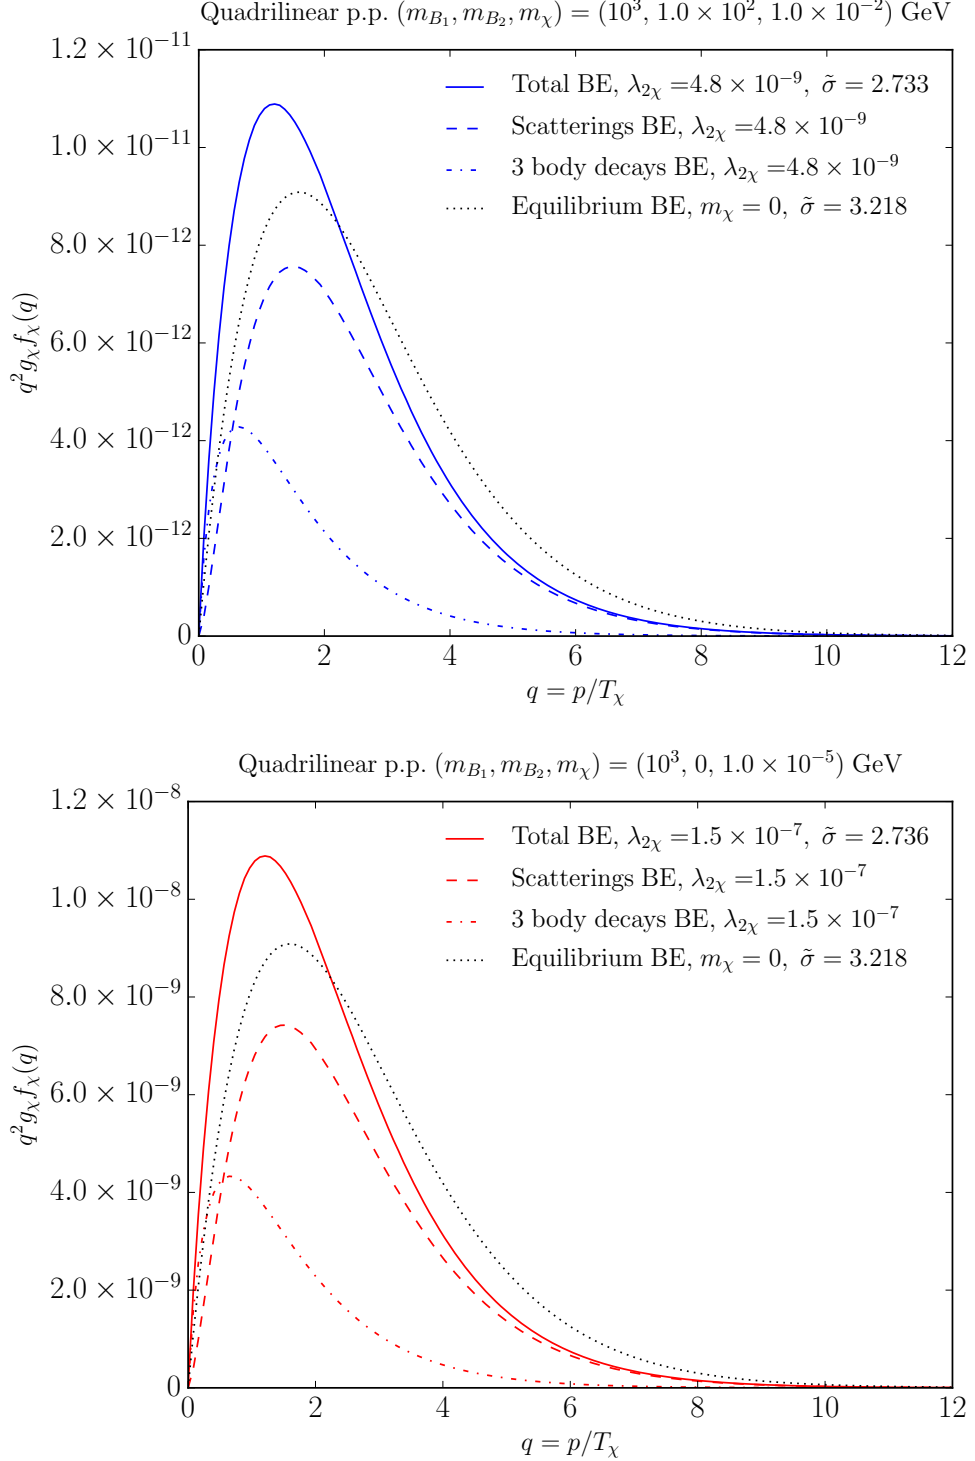 Quadrilinear p.p. (m_{B_1}, m_{B_2}, m_χ) = (10^3, 1.0 × 10^2, 1.0 × 10^{-2}) GeV
1.2 × 10^{-11}
1.0 × 10^{-11}
8.0 × 10^{-12}
6.0 × 10^{-12}
4.0 × 10^{-12}
2.0 × 10^{-12}
0
q^2 g_χ f_χ(q)
Total BE, λ_{2χ} =4.8 × 10^{-9}, σ̃ = 2.733
Scatterings BE, λ_{2χ} =4.8 × 10^{-9}
3 body decays BE, λ_{2χ} =4.8 × 10^{-9}
Equilibrium BE, m_χ = 0, σ̃ = 3.218
0 2 4 6 8 10 12
q = p/T_χ
Quadrilinear p.p. (m_{B_1}, m_{B_2}, m_χ) = (10^3, 0, 1.0 × 10^{-5}) GeV
1.2 × 10^{-8}
1.0 × 10^{-8}
8.0 × 10^{-9}
6.0 × 10^{-9}
4.0 × 10^{-9}
2.0 × 10^{-9}
0
q^2 g_χ f_χ(q)
Total BE, λ_{2χ} =1.5 × 10^{-7}, σ̃ = 2.736
Scatterings BE, λ_{2χ} =1.5 × 10^{-7}
3 body decays BE, λ_{2χ} =1.5 × 10^{-7}
Equilibrium BE, m_χ = 0, σ̃ = 3.218
0 2 4 6 8 10 12
q = p/T_χ